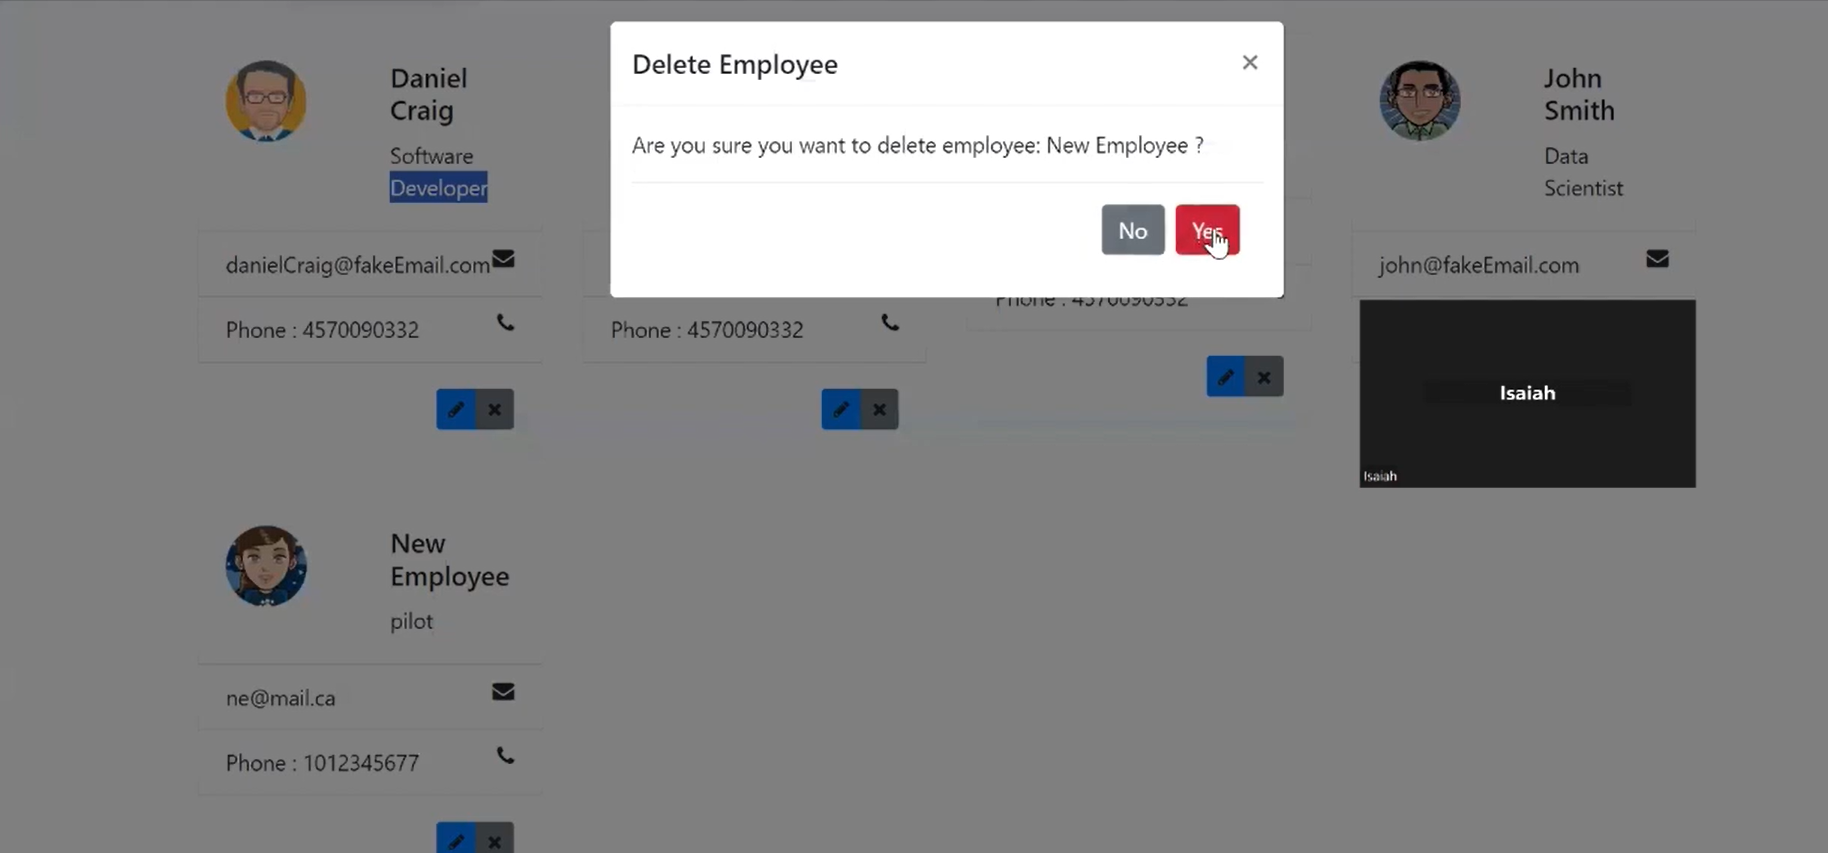 Delete Employee
×
Are you sure you want to delete employee: New Employee ?
No
Yes
Daniel
Craig
Software
Developer
danielCraig@fakeEmail.com
Phone : 4570090332
Phone : 4570090332
Phone : 4570090332
John
Smith
Data
Scientist
john@fakeEmail.com
Isaiah
Isaiah
New
Employee
pilot
ne@mail.ca
Phone : 1012345677